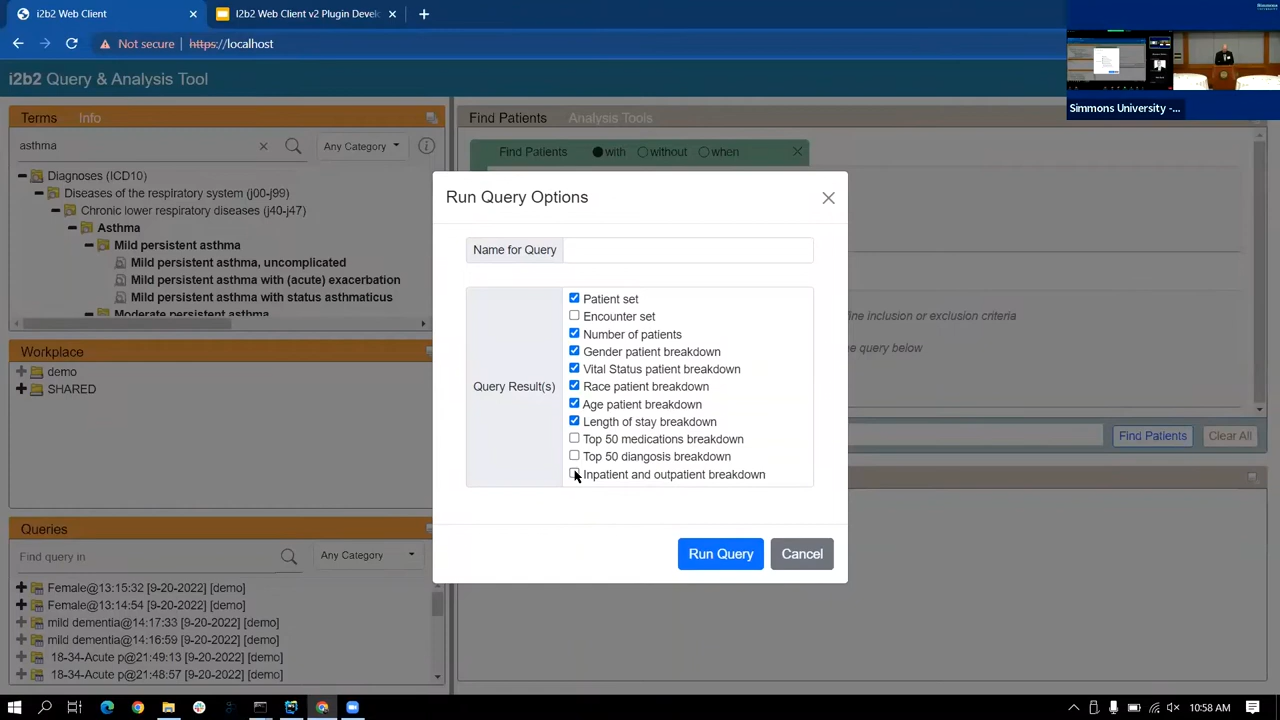 i2b2 Web Client
i2b2 Web Client v2 Plugin Devel
Not secure
https://localhost
Simmons University -...
i2b2 Query & Analysis Tool
Terms
Info
asthma
Any Category
Diagnoses (ICD10)
Diseases of the respiratory system (j00-j99)
Chronic lower respiratory diseases (j40-j47)
Asthma
Mild persistent asthma
Mild persistent asthma, uncomplicated
Mild persistent asthma with (acute) exacerbation
Mild persistent asthma with status asthmaticus
Moderate persistent asthma
Workplace
demo
SHARED
Queries
Find query in
Any Category
Female@13:15:32 [9-20-2022] [demo]
Female@13:14:54 [9-20-2022] [demo]
mild dementia@14:17:33 [9-20-2022] [demo]
mild dementia@14:16:59 [9-20-2022] [demo]
18-34-Acute p@21:49:13 [9-20-2022] [demo]
18-34-Acute p@21:48:57 [9-20-2022] [demo]
Find Patients
Analysis Tools
Find Patients
with
without
when
fine inclusion or exclusion criteria
e query below
Find Patients
Clear All
Run Query Options
Name for Query
Query Result(s)
Patient set
Encounter set
Number of patients
Gender patient breakdown
Vital Status patient breakdown
Race patient breakdown
Age patient breakdown
Length of stay breakdown
Top 50 medications breakdown
Top 50 diangosis breakdown
Inpatient and outpatient breakdown
Run Query
Cancel
10:58 AM